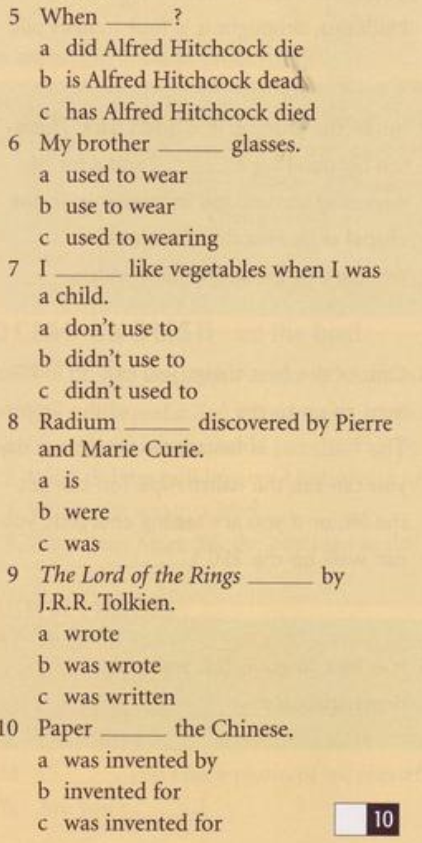 5 When ______?
a did Alfred Hitchcock die
b is Alfred Hitchcock dead
c has Alfred Hitchcock died
6 My brother ______ glasses.
a used to wear
b use to wear
c used to wearing
7 I ______ like vegetables when I was
a child.
a don't use to
b didn't use to
c didn't used to
8 Radium ______ discovered by Pierre
and Marie Curie.
a is
b were
c was
9 The Lord of the Rings ______ by
J.R.R. Tolkien.
a wrote
b was wrote
c was written
10 Paper ______ the Chinese.
a was invented by
b invented for
c was invented for
10